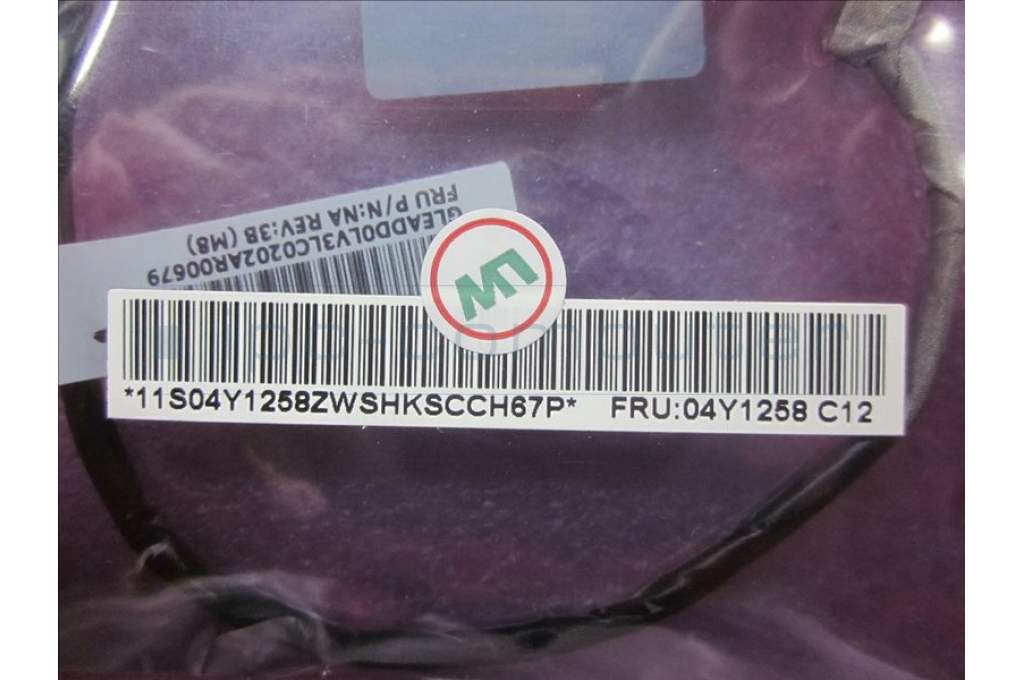 FRU P/N:NA REV:3B (M8)
GLEADD0LV3LC0202AR00679
LW
*11S04Y1258ZWSHKSCCH67P* FRU:04Y1258 C12